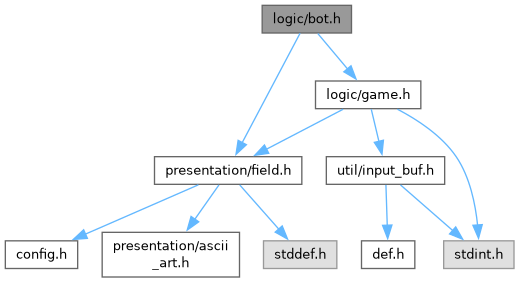 logic/bot.h
logic/game.h
presentation/field.h
util/input_buf.h
config.h
presentation/ascii
_art.h
stddef.h
def.h
stdint.h